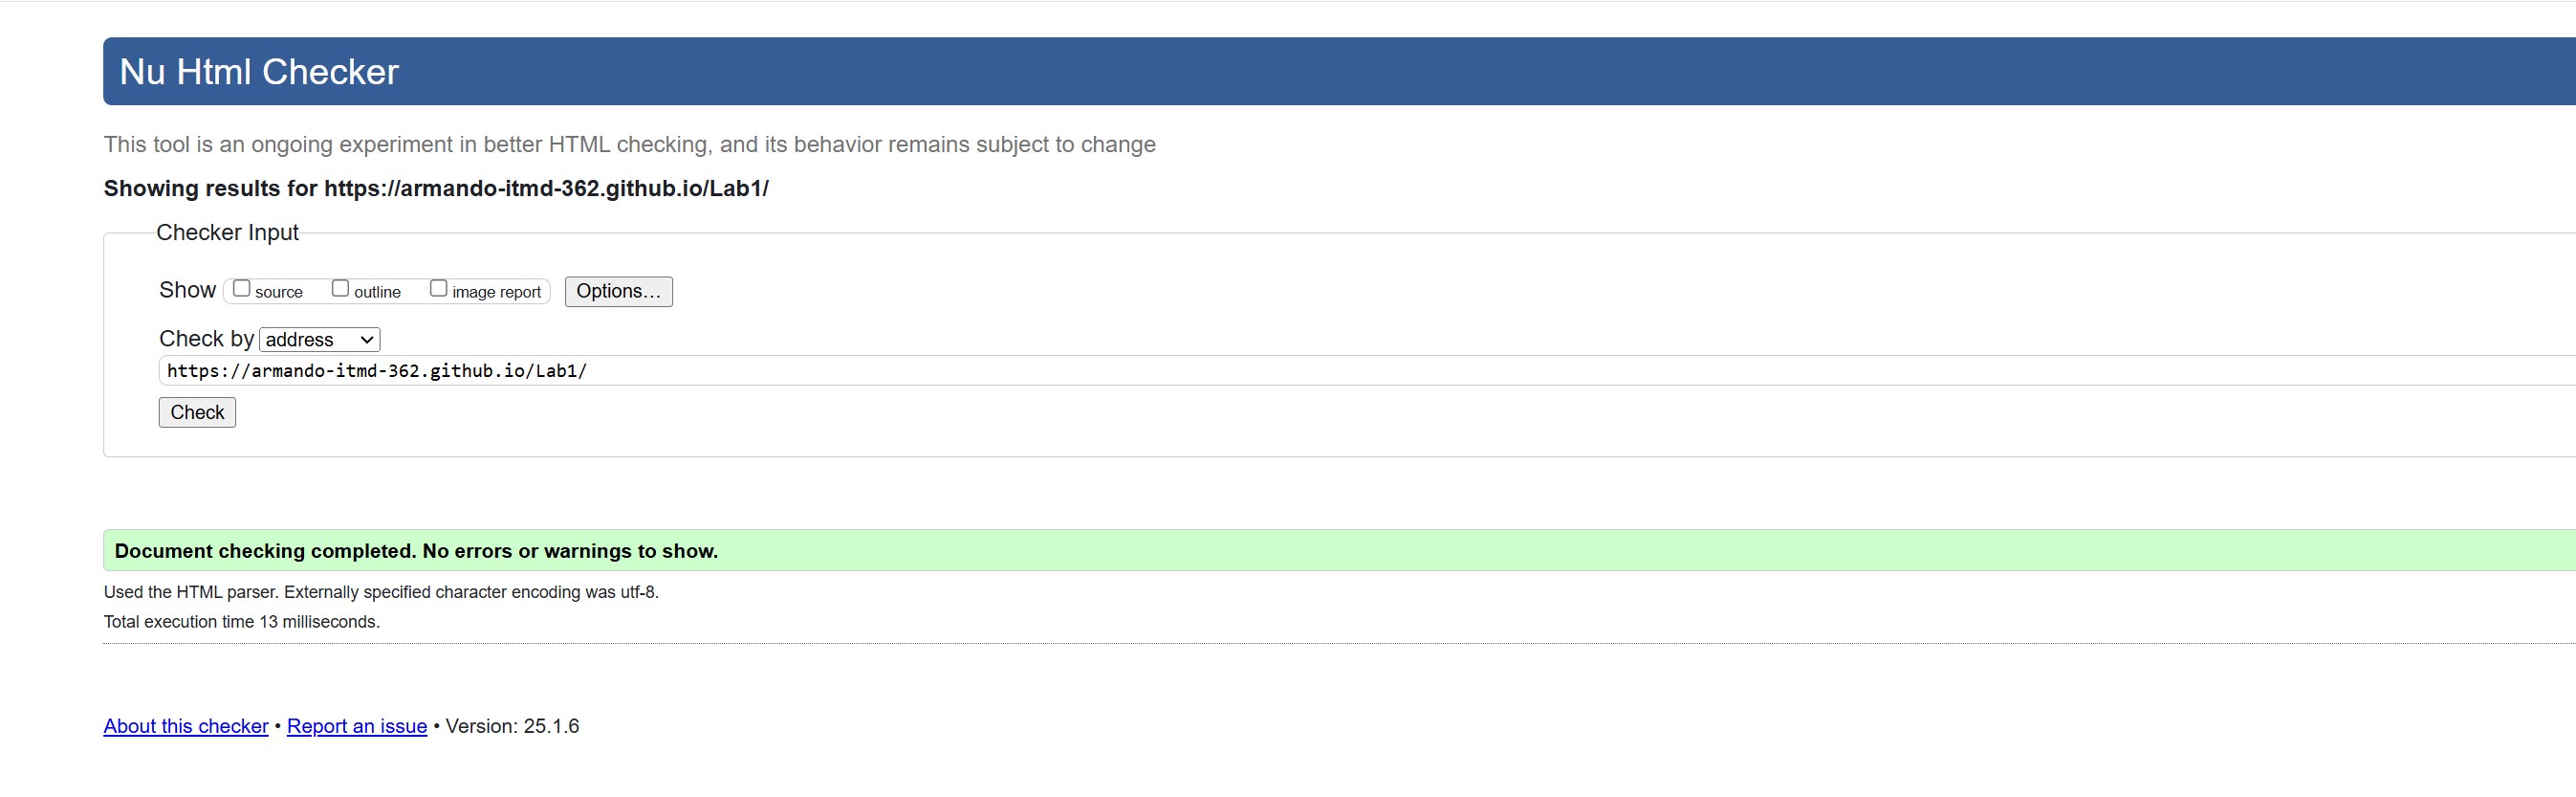 Nu Html Checker
This tool is an ongoing experiment in better HTML checking, and its behavior remains subject to change
Showing results for https://armando-itmd-362.github.io/Lab1/
Checker Input
Show source outline image report Options…
Check by address
https://armando-itmd-362.github.io/Lab1/
Check
Document checking completed. No errors or warnings to show.
Used the HTML parser. Externally specified character encoding was utf-8.
Total execution time 13 milliseconds.
About this checker • Report an issue • Version: 25.1.6